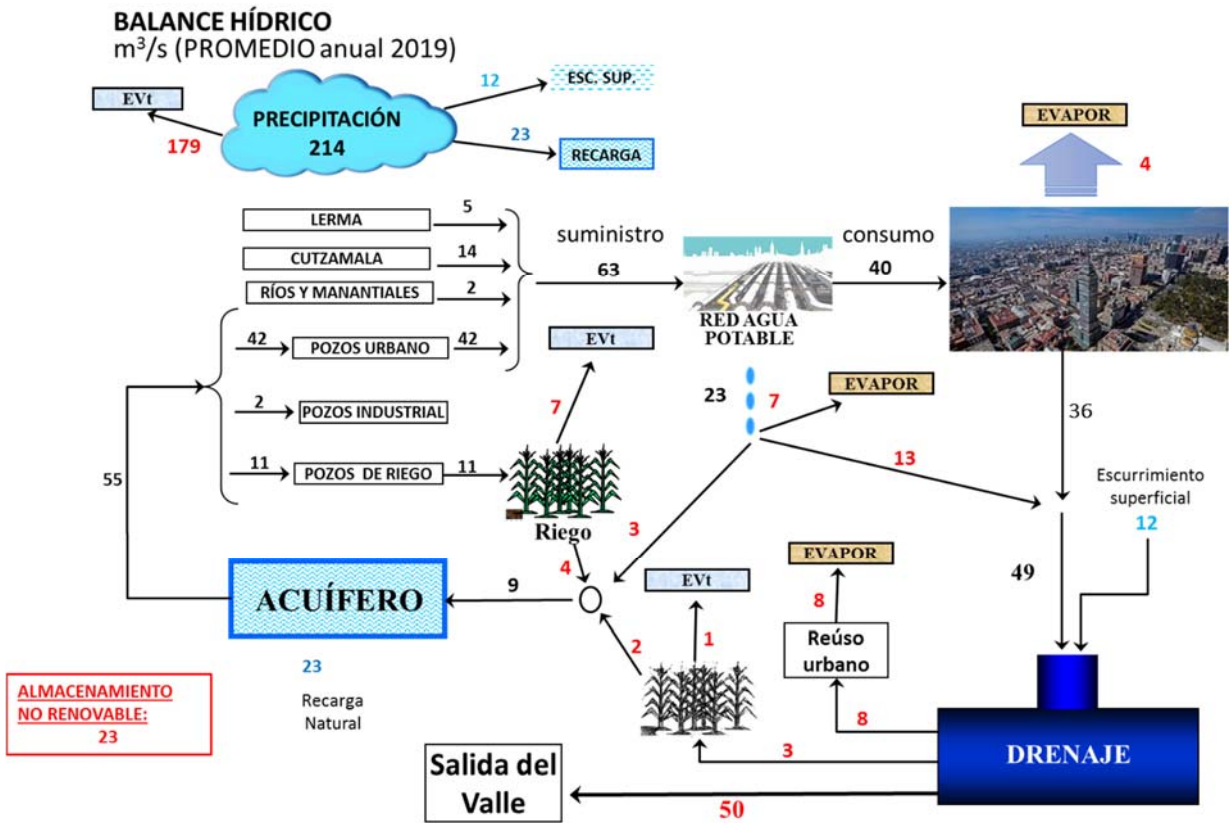 BALANCE HÍDRICO
m³/s (PROMEDIO anual 2019)
EVt
179
PRECIPITACIÓN
214
12
ESC. SUP.
23
RECARGA
EVAPOR
4
LERMA
5
CUTZAMALA
14
RÍOS Y MANANTIALES
2
42
POZOS URBANO
42
2
POZOS INDUSTRIAL
11
POZOS DE RIEGO
11
suministro
63
RED AGUA
POTABLE
consumo
40
EVt
7
Riego
4
23
7
EVAPOR
13
3
36
Escurrimiento
superficial
12
49
55
ACUÍFERO
9
23
Recarga
Natural
ALMACENAMIENTO
NO RENOVABLE:
23
EVt
1
2
EVAPOR
8
Reúso
urbano
8
3
DRENAJE
Salida del
Valle
50